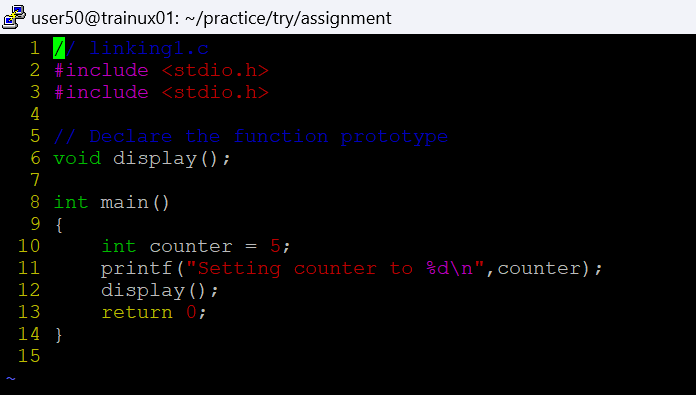 user50@trainux01: ~/practice/try/assignment
1 // linking1.c
2 #include <stdio.h>
3 #include <stdio.h>
4
5 // Declare the function prototype
6 void display();
7
8 int main()
9 {
10     int counter = 5;
11     printf("Setting counter to %d\n",counter);
12     display();
13     return 0;
14 }
15
~